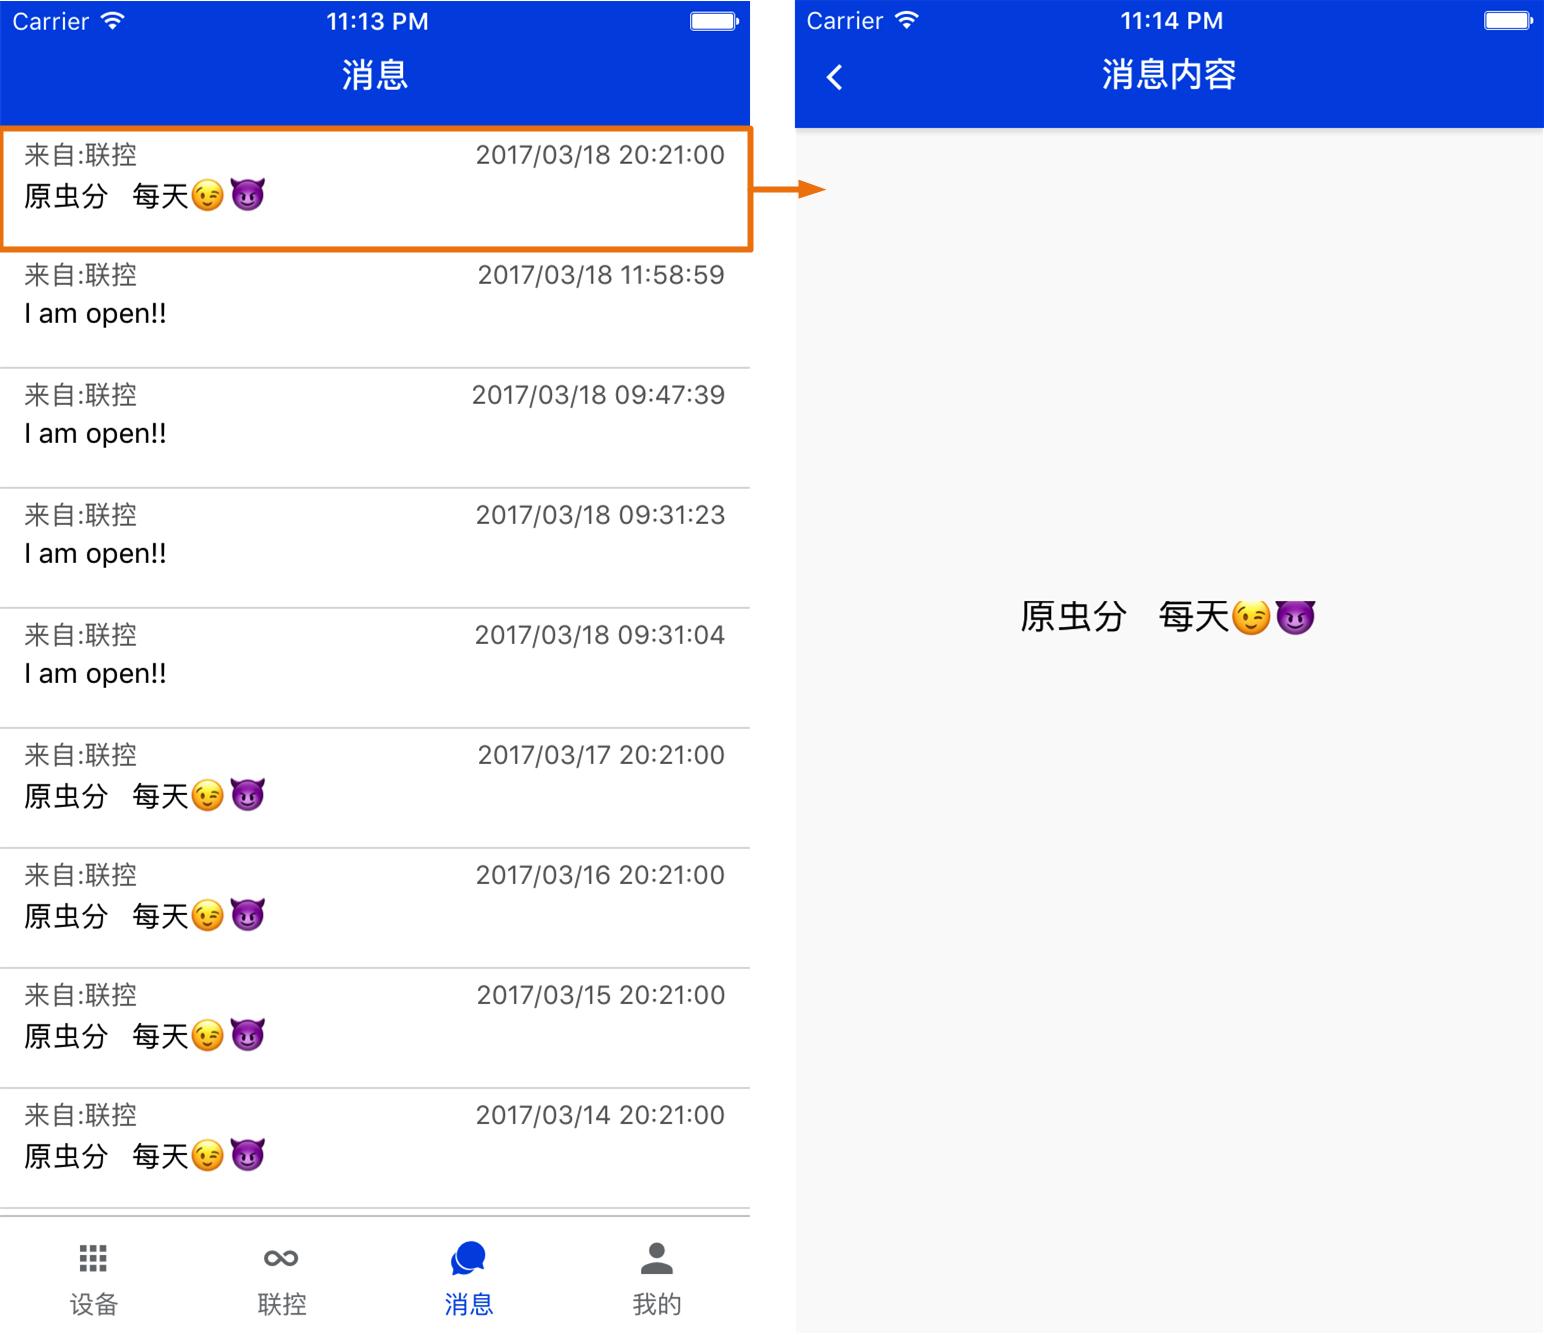 Carrier 11:13 PM
消息
来自:联控 2017/03/18 20:21:00
原虫分 每天😉😈
来自:联控 2017/03/18 11:58:59
I am open!!
来自:联控 2017/03/18 09:47:39
I am open!!
来自:联控 2017/03/18 09:31:23
I am open!!
来自:联控 2017/03/18 09:31:04
I am open!!
来自:联控 2017/03/17 20:21:00
原虫分 每天😉😈
来自:联控 2017/03/16 20:21:00
原虫分 每天😉😈
来自:联控 2017/03/15 20:21:00
原虫分 每天😉😈
来自:联控 2017/03/14 20:21:00
原虫分 每天😉😈
设备 联控 消息 我的
Carrier 11:14 PM
消息内容
原虫分 每天😉😈